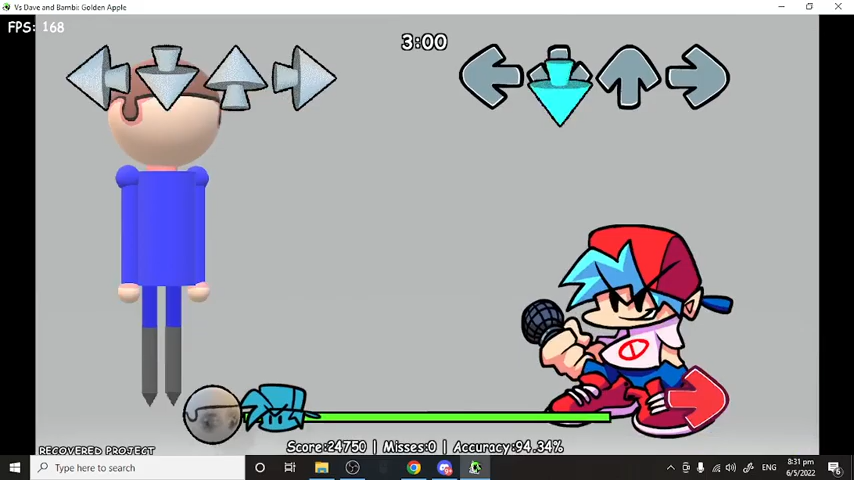 Vs Dave and Bambi: Golden Apple
FPS: 168
3:00
Score:24750 | Misses:0 | Accuracy:94.34%
RECOVERED PROJECT
Type here to search
ENG
8:31 pm
6/5/2022
6